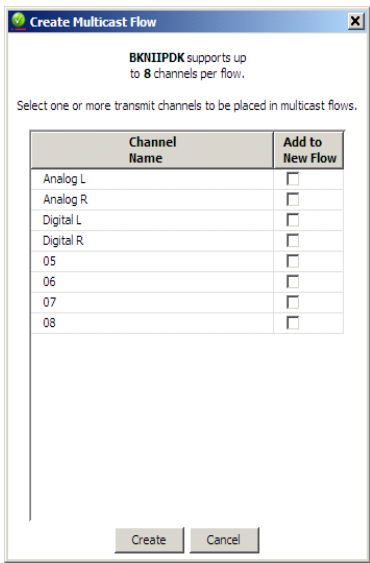 Create Multicast Flow
BKNIIPDK supports up
to 8 channels per flow.
Select one or more transmit channels to be placed in multicast flows.
Channel Name Add to New Flow
Analog L
Analog R
Digital L
Digital R
05
06
07
08
Create Cancel